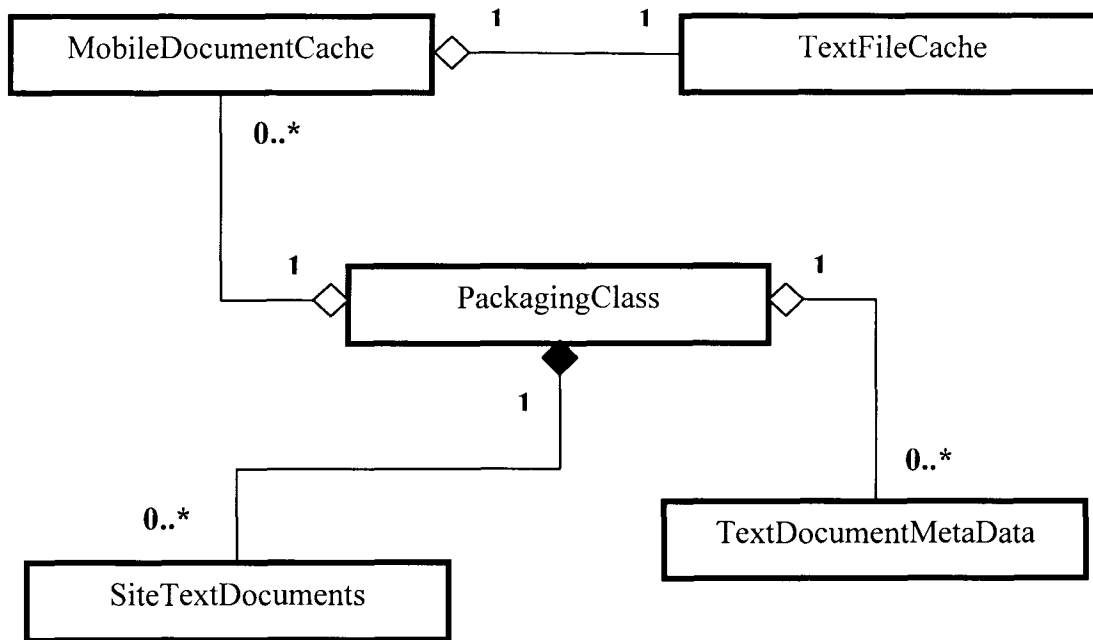 1 1
MobileDocumentCache TextFileCache
0..*
1 1
PackagingClass
1
0..*
0..*
TextDocumentMetaData
SiteTextDocuments